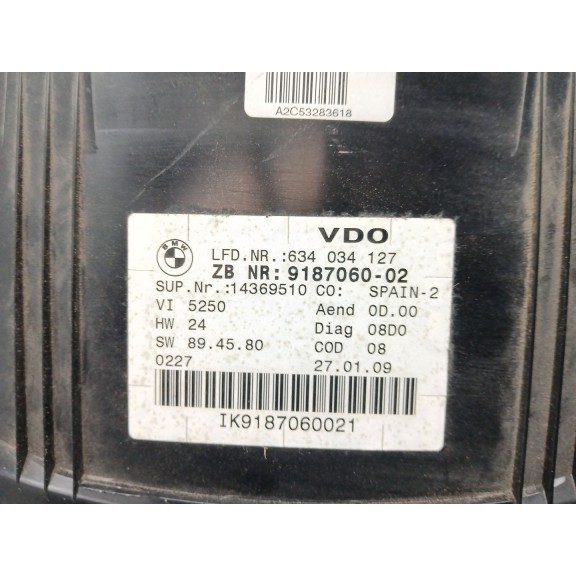 A2C53283618
BMW
VDO
LFD.NR.:634 034 127
ZB NR: 9187060-02
SUP.Nr.:14369510 CO: SPAIN-2
VI 5250 Aend 0D.00
HW 24 Diag 08D0
SW 89.45.80 COD 08
0227 27.01.09
IK9187060021